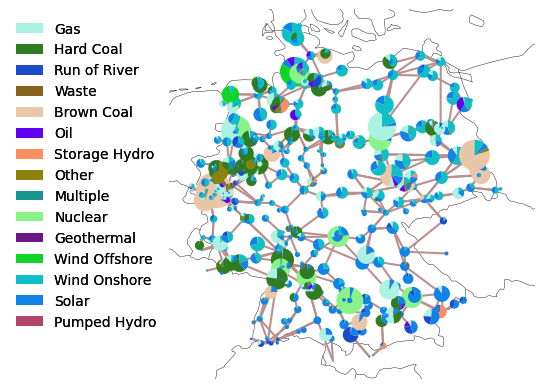 Gas
Hard Coal
Run of River
Waste
Brown Coal
Oil
Storage Hydro
Other
Multiple
Nuclear
Geothermal
Wind Offshore
Wind Onshore
Solar
Pumped Hydro